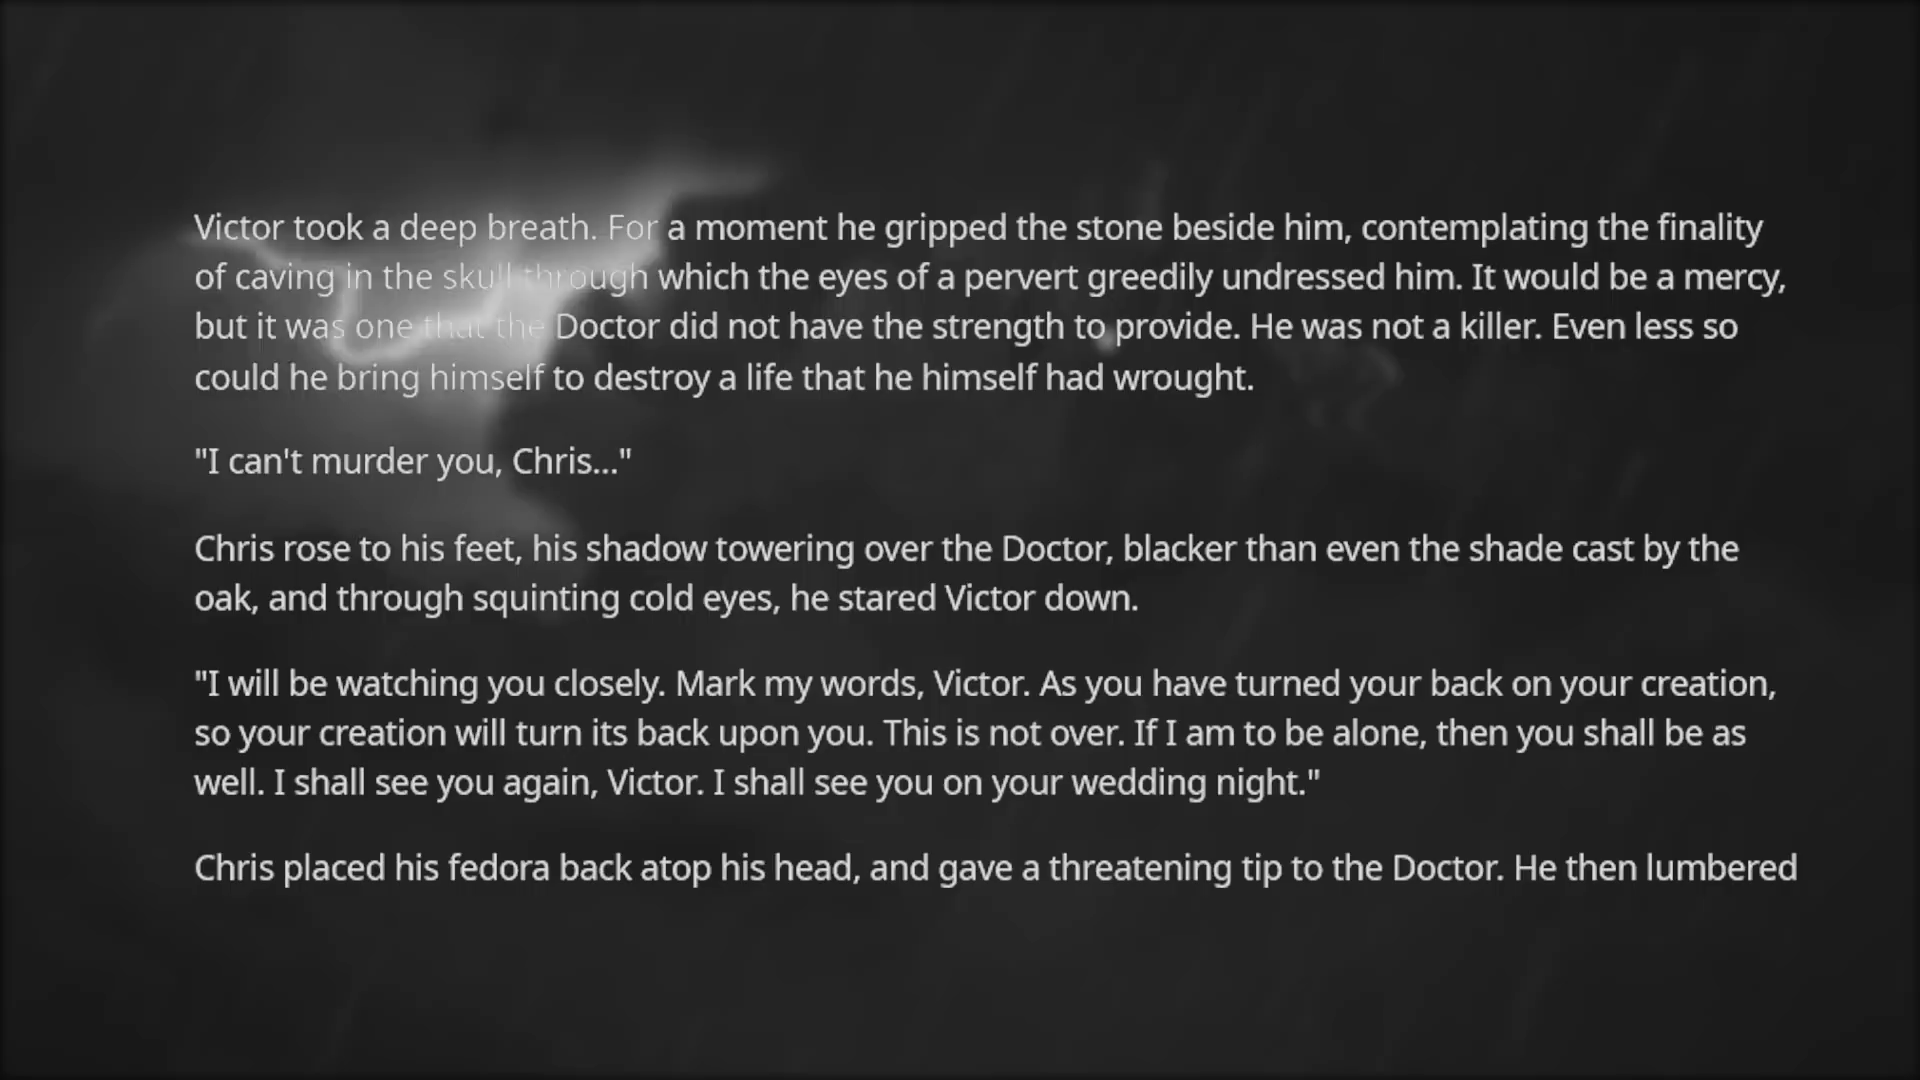 Victor took a deep breath. For a moment he gripped the stone beside him, contemplating the finality
of caving in the skull through which the eyes of a pervert greedily undressed him. It would be a mercy,
but it was one that the Doctor did not have the strength to provide. He was not a killer. Even less so
could he bring himself to destroy a life that he himself had wrought.
"I can't murder you, Chris..."
Chris rose to his feet, his shadow towering over the Doctor, blacker than even the shade cast by the
oak, and through squinting cold eyes, he stared Victor down.
"I will be watching you closely. Mark my words, Victor. As you have turned your back on your creation,
so your creation will turn its back upon you. This is not over. If I am to be alone, then you shall be as
well. I shall see you again, Victor. I shall see you on your wedding night."
Chris placed his fedora back atop his head, and gave a threatening tip to the Doctor. He then lumbered